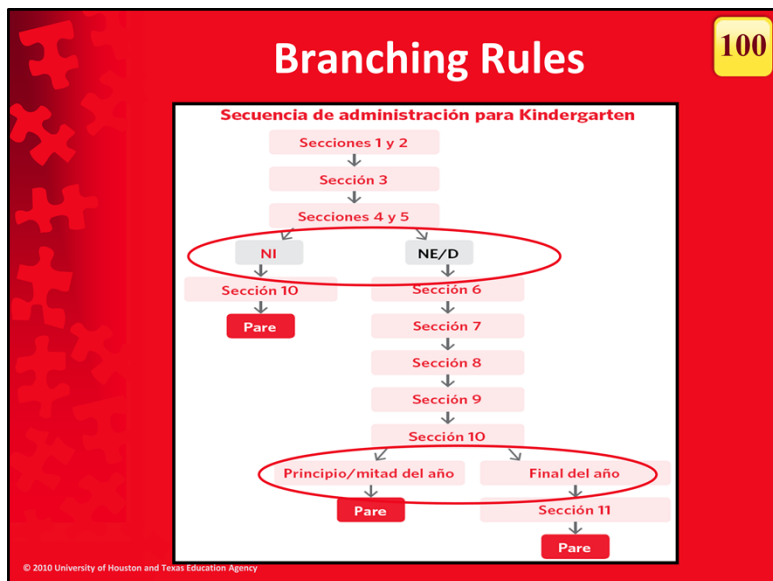 Branching Rules
100
Secuencia de administración para Kindergarten
Secciones 1 y 2
Sección 3
Secciones 4 y 5
NI
NE/D
Sección 10
Sección 6
Pare
Sección 7
Sección 8
Sección 9
Sección 10
Principio/mitad del año
Final del año
Pare
Sección 11
Pare
© 2010 University of Houston and Texas Education Agency